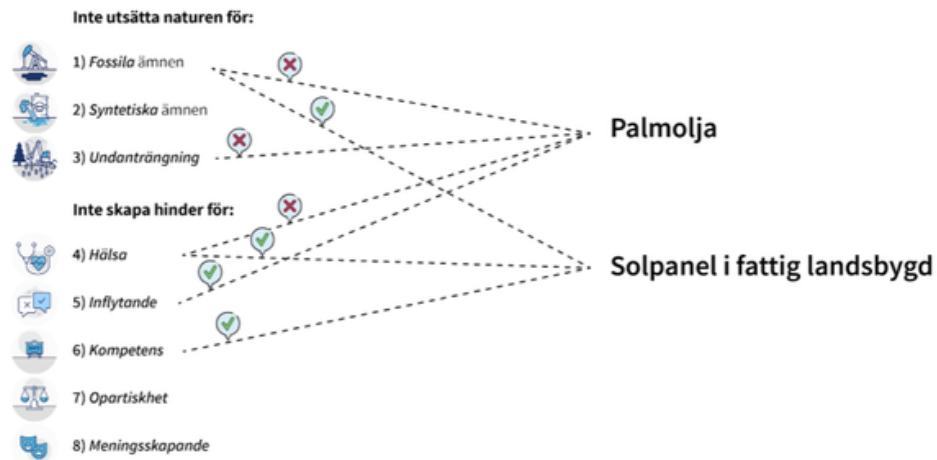 Inte utsätta naturen för:
1) Fossila ämnen
2) Syntetiska ämnen
3) Undanträngning
Palmolja
Inte skapa hinder för:
4) Hälsa
5) Inflytande
6) Kompetens
7) Opartiskhet
8) Meningsskapande
Solpanel i fattig landsbygd